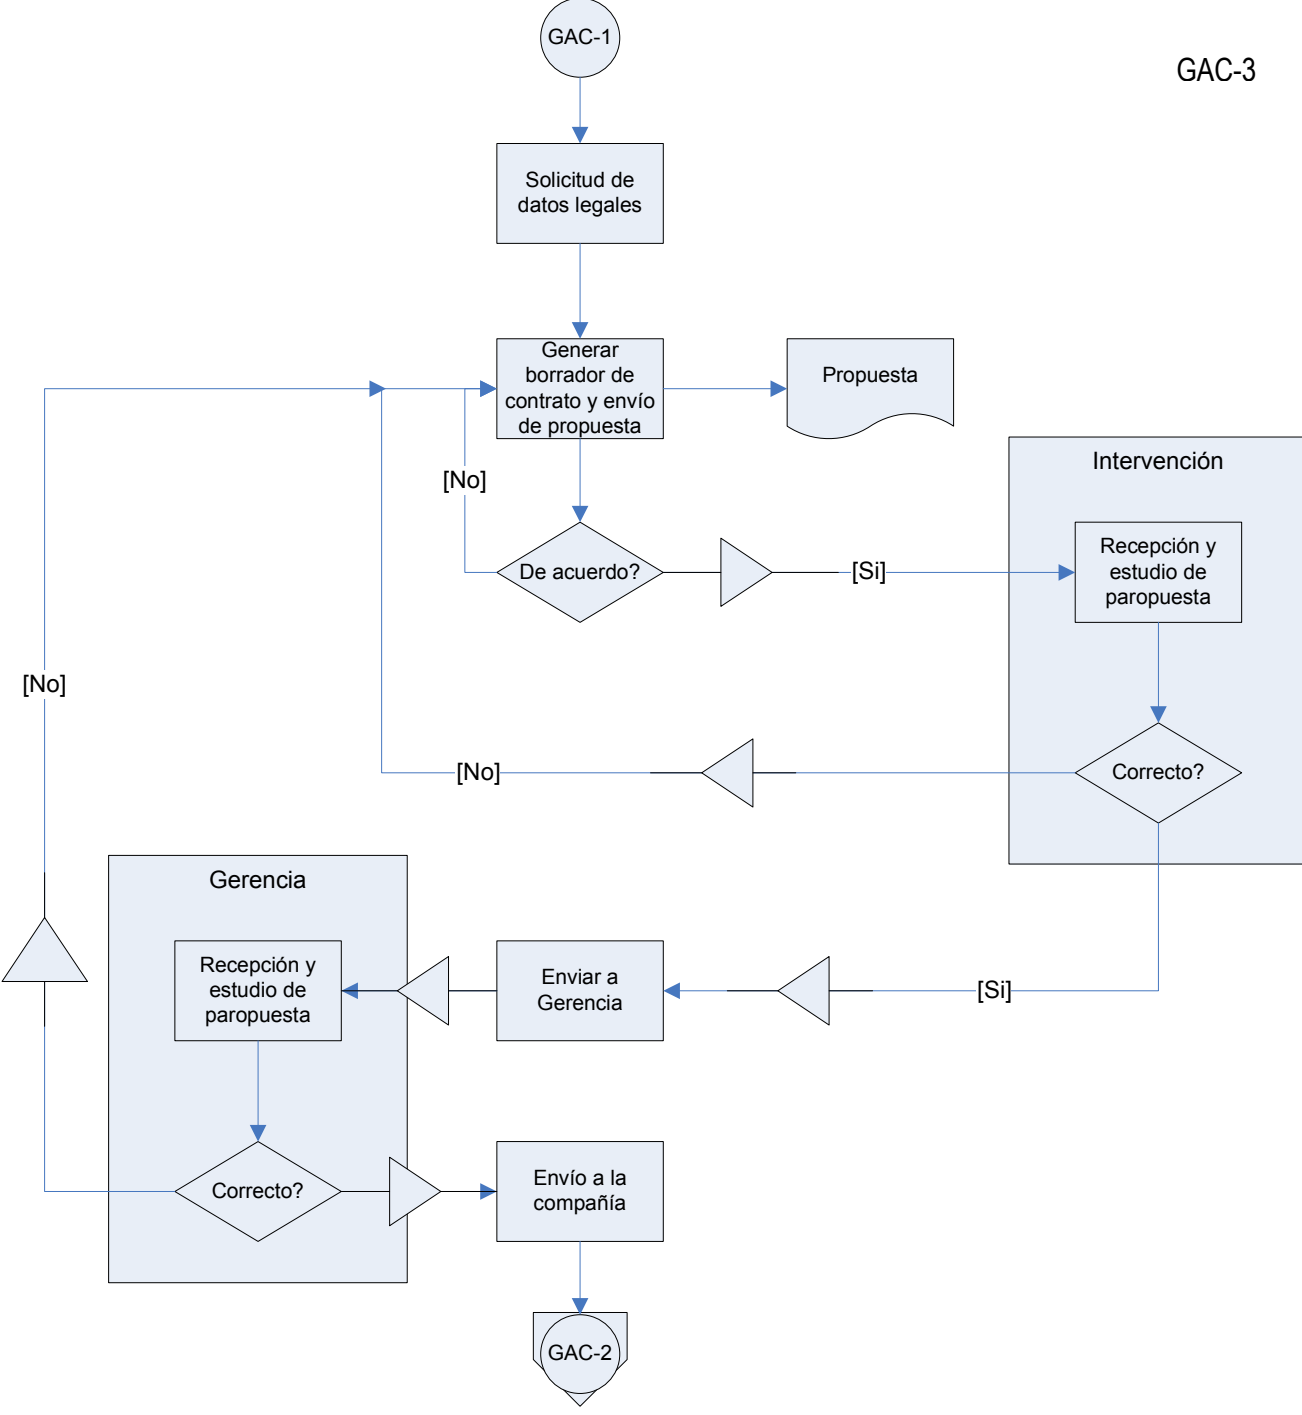 GAC-1
GAC-3
Solicitud de
datos legales
Generar
borrador de
contrato y envío
de propuesta
Propuesta
Intervención
[No]
De acuerdo?
[Si]
Recepción y
estudio de
paropuesta
[No]
[No]
Correcto?
Gerencia
Recepción y
estudio de
paropuesta
Enviar a
Gerencia
[Si]
Correcto?
Envío a la
compañía
GAC-2